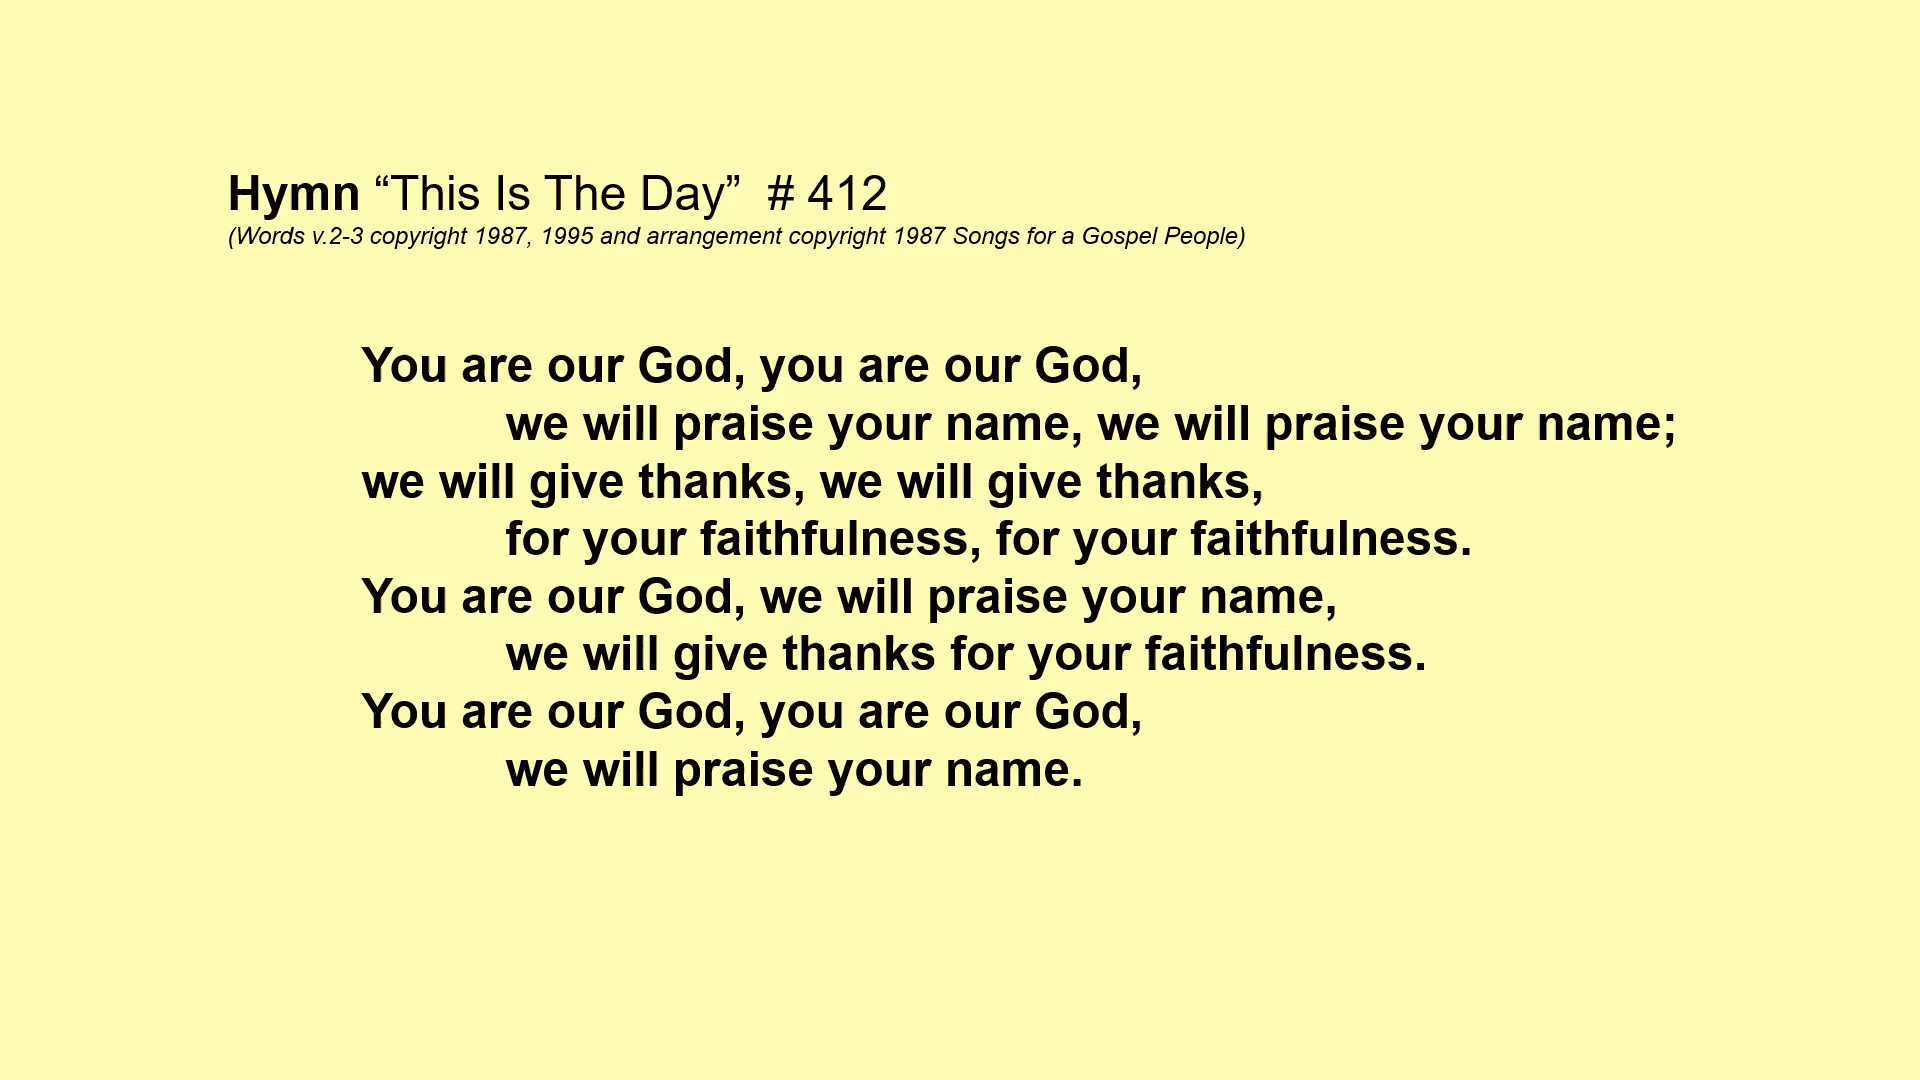 Hymn “This Is The Day”  # 412
(Words v.2-3 copyright 1987, 1995 and arrangement copyright 1987 Songs for a Gospel People)
You are our God, you are our God,
we will praise your name, we will praise your name;
we will give thanks, we will give thanks,
for your faithfulness, for your faithfulness.
You are our God, we will praise your name,
we will give thanks for your faithfulness.
You are our God, you are our God,
we will praise your name.